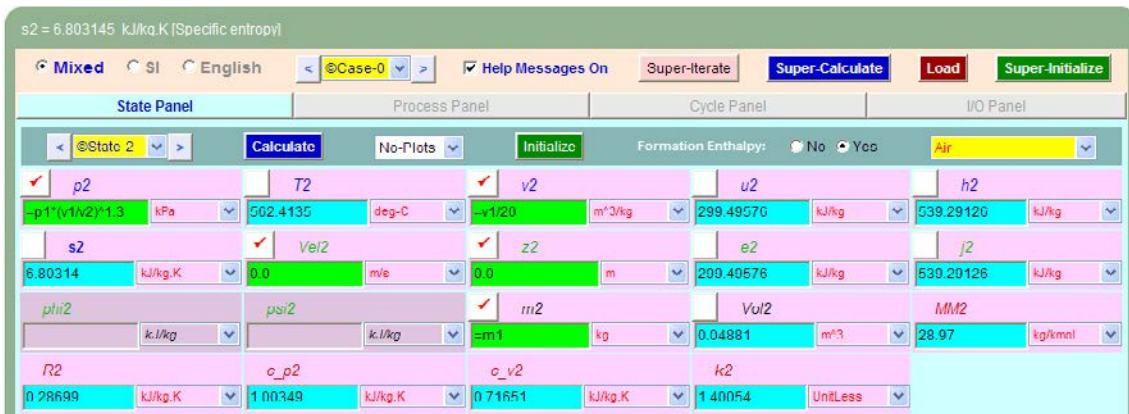 s2 = 6.803145 kJ/kg.K [Specific entropy]
Mixed SI English < ©Case-0 > Help Messages On Super-Iterate Super-Calculate Load Super-Initialize
State Panel Process Panel Cycle Panel I/O Panel
< ©State-2 > Calculate No-Plots Initialize Formation Enthalpy: No Yes Air
p2 T2 v2 u2 h2
=p1*(v1/v2)^1.3 kPa 562.4135 deg-C =v1/20 m^3/kg 299.49576 kJ/kg 539.29126 kJ/kg
s2 Vel2 z2 e2 j2
6.80314 kJ/kg.K 0.0 m/s 0.0 m 299.49576 kJ/kg 539.29126 kJ/kg
phi2 psi2 m2 Vol2 MM2
kJ/kg kJ/kg =m1 kg 0.04881 m^3 28.97 kg/kmol
R2 c_p2 c_v2 k2
0.28699 kJ/kg.K 1.00349 kJ/kg.K 0.71651 kJ/kg.K 1.40054 UnitLess